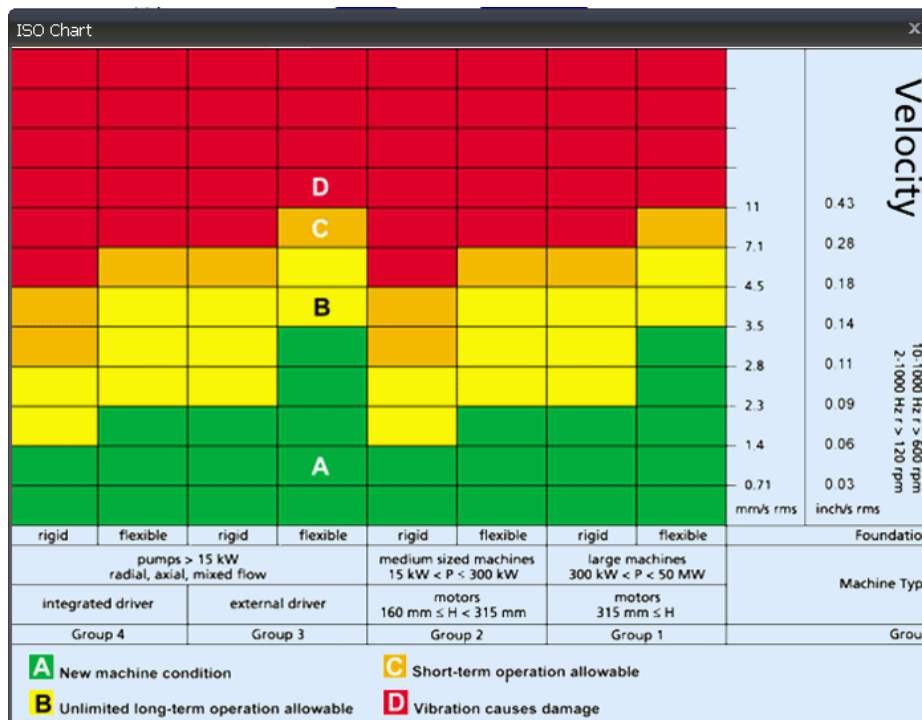 ISO Chart x
D
C
B
A
11 0.43
7.1 0.28
4.5 0.18
3.5 0.14
2.8 0.11
2.3 0.09
1.4 0.06
0.71 0.03
mm/s rms inch/s rms
Velocity
10-1000 Hz r > 600 rpm
2-1000 Hz r > 120 rpm
rigid flexible rigid flexible rigid flexible rigid flexible Foundatio
pumps > 15 kW
radial, axial, mixed flow
medium sized machines
15 kW < P ≤ 300 kW
large machines
300 kW < P < 50 MW
Machine Typ
integrated driver external driver
motors
160 mm ≤ H < 315 mm
motors
315 mm ≤ H
Group 4 Group 3 Group 2 Group 1 Grou
A New machine condition
C Short-term operation allowable
B Unlimited long-term operation allowable
D Vibration causes damage